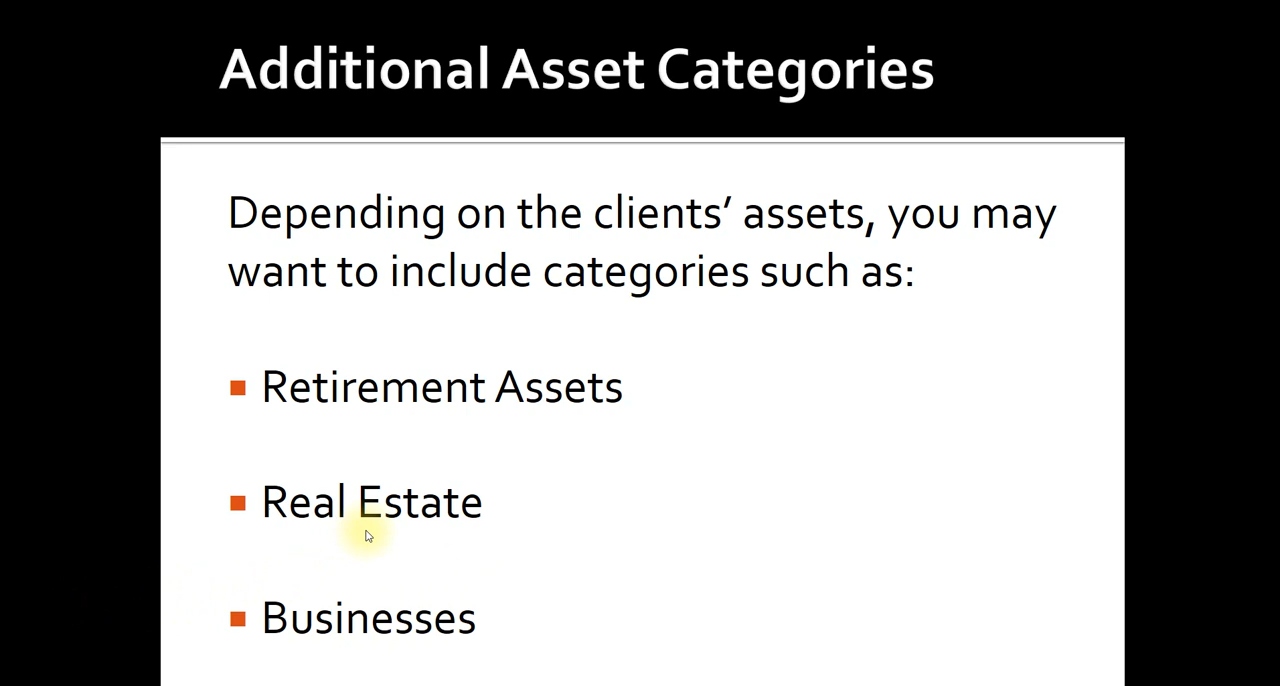 Additional Asset Categories
Depending on the clients’ assets, you may
want to include categories such as:
Retirement Assets
Real Estate
Businesses